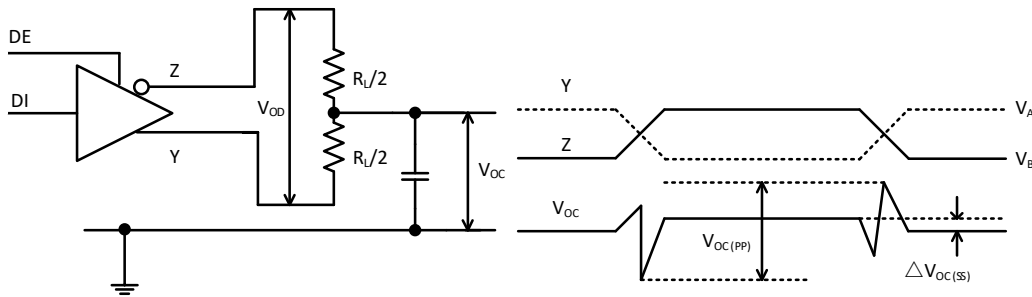 DE
DI
Z
Y
V_OD
R_L/2
R_L/2
V_OC
Y
Z
V_A
V_B
V_OC
V_OC(PP)
△V_OC(SS)